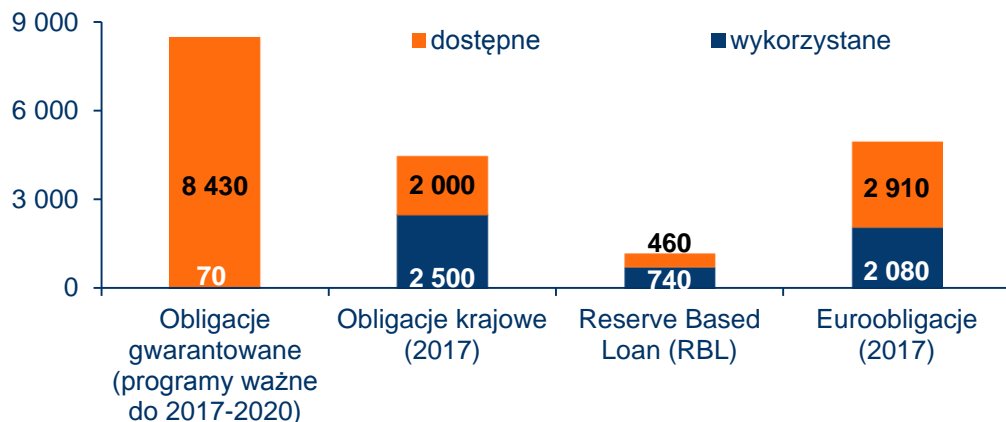 9 000
dostępne
wykorzystane
6 000
3 000
0
8 430
70
2 000
2 500
460
740
2 910
2 080
Obligacje
gwarantowane
(programy ważne
do 2017-2020)
Obligacje krajowe
(2017)
Reserve Based
Loan (RBL)
Euroobligacje
(2017)